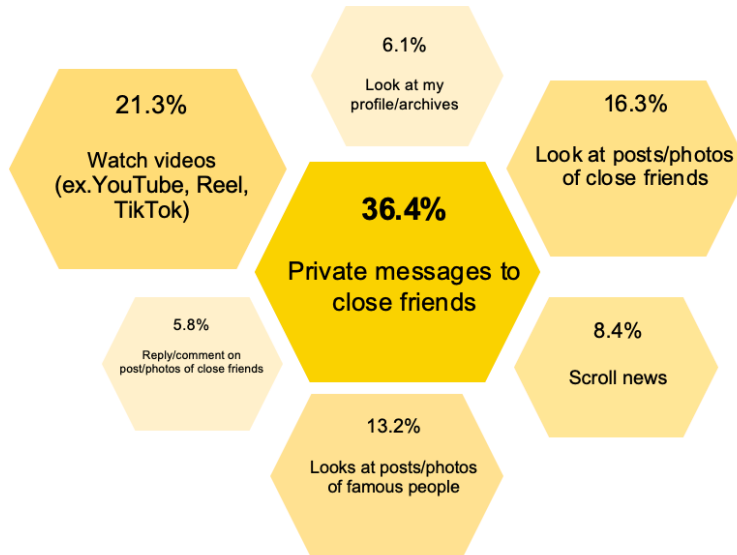 6.1%
Look at my
profile/archives
21.3%
Watch videos
(ex.YouTube, Reel,
TikTok)
16.3%
Look at posts/photos
of close friends
36.4%
Private messages to
close friends
5.8%
Reply/comment on
post/photos of close friends
8.4%
Scroll news
13.2%
Looks at posts/photos
of famous people